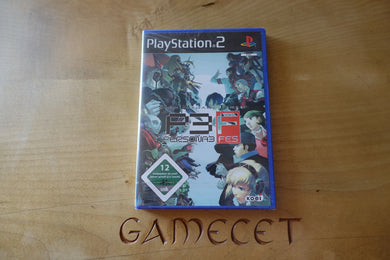 PlayStation®2
P3F
PERSONA3 FES
12
KOEI
GAMECET